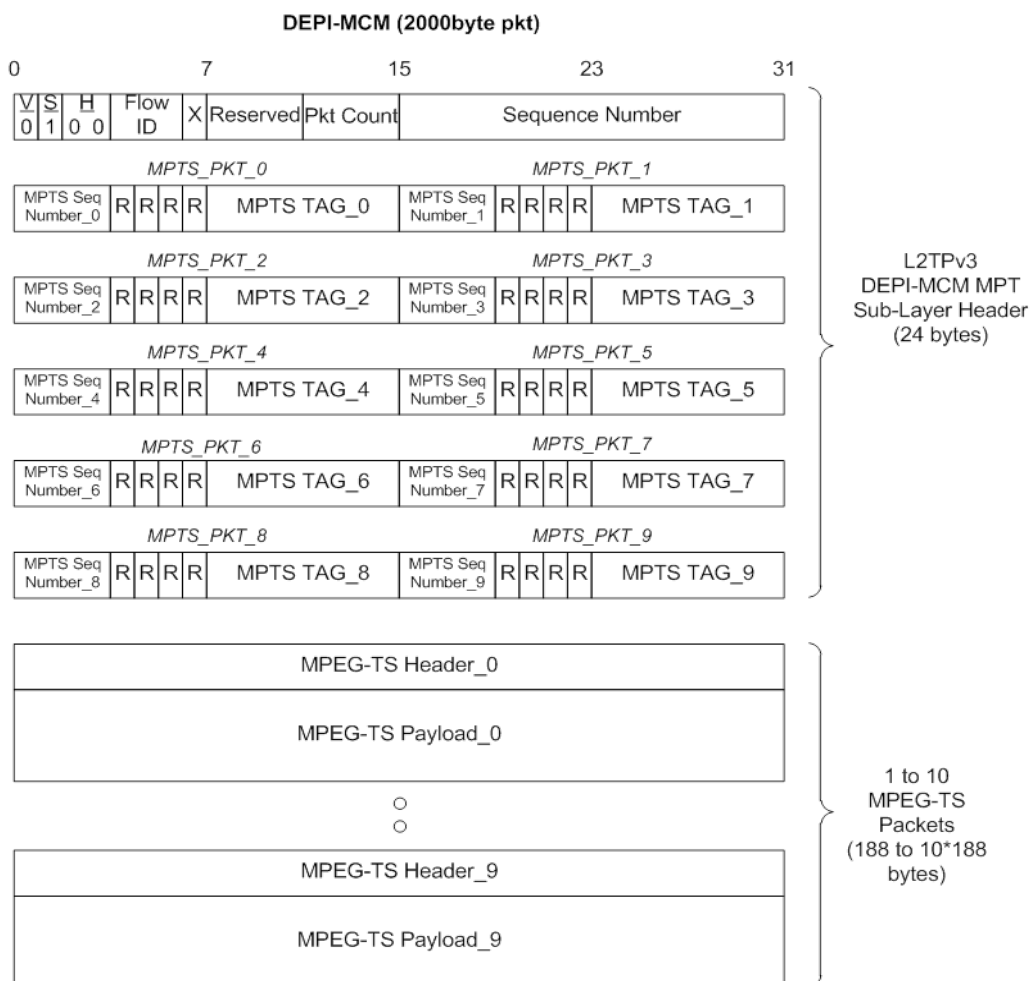 DEPI-MCM (2000byte pkt)
0 7 15 23 31
V S H Flow X Reserved Pkt Count Sequence Number
0 1 0 0 ID
MPTS_PKT_0 MPTS_PKT_1
MPTS Seq R R R R MPTS TAG_0 MPTS Seq R R R R MPTS TAG_1
Number_0 Number_1
MPTS_PKT_2 MPTS_PKT_3
MPTS Seq R R R R MPTS TAG_2 MPTS Seq R R R R MPTS TAG_3
Number_2 Number_3
MPTS_PKT_4 MPTS_PKT_5
MPTS Seq R R R R MPTS TAG_4 MPTS Seq R R R R MPTS TAG_5
Number_4 Number_5
MPTS_PKT_6 MPTS_PKT_7
MPTS Seq R R R R MPTS TAG_6 MPTS Seq R R R R MPTS TAG_7
Number_6 Number_7
MPTS_PKT_8 MPTS_PKT_9
MPTS Seq R R R R MPTS TAG_8 MPTS Seq R R R R MPTS TAG_9
Number_8 Number_9
L2TPv3
DEPI-MCM MPT
Sub-Layer Header
(24 bytes)
MPEG-TS Header_0
MPEG-TS Payload_0
MPEG-TS Header_9
MPEG-TS Payload_9
1 to 10
MPEG-TS
Packets
(188 to 10*188
bytes)